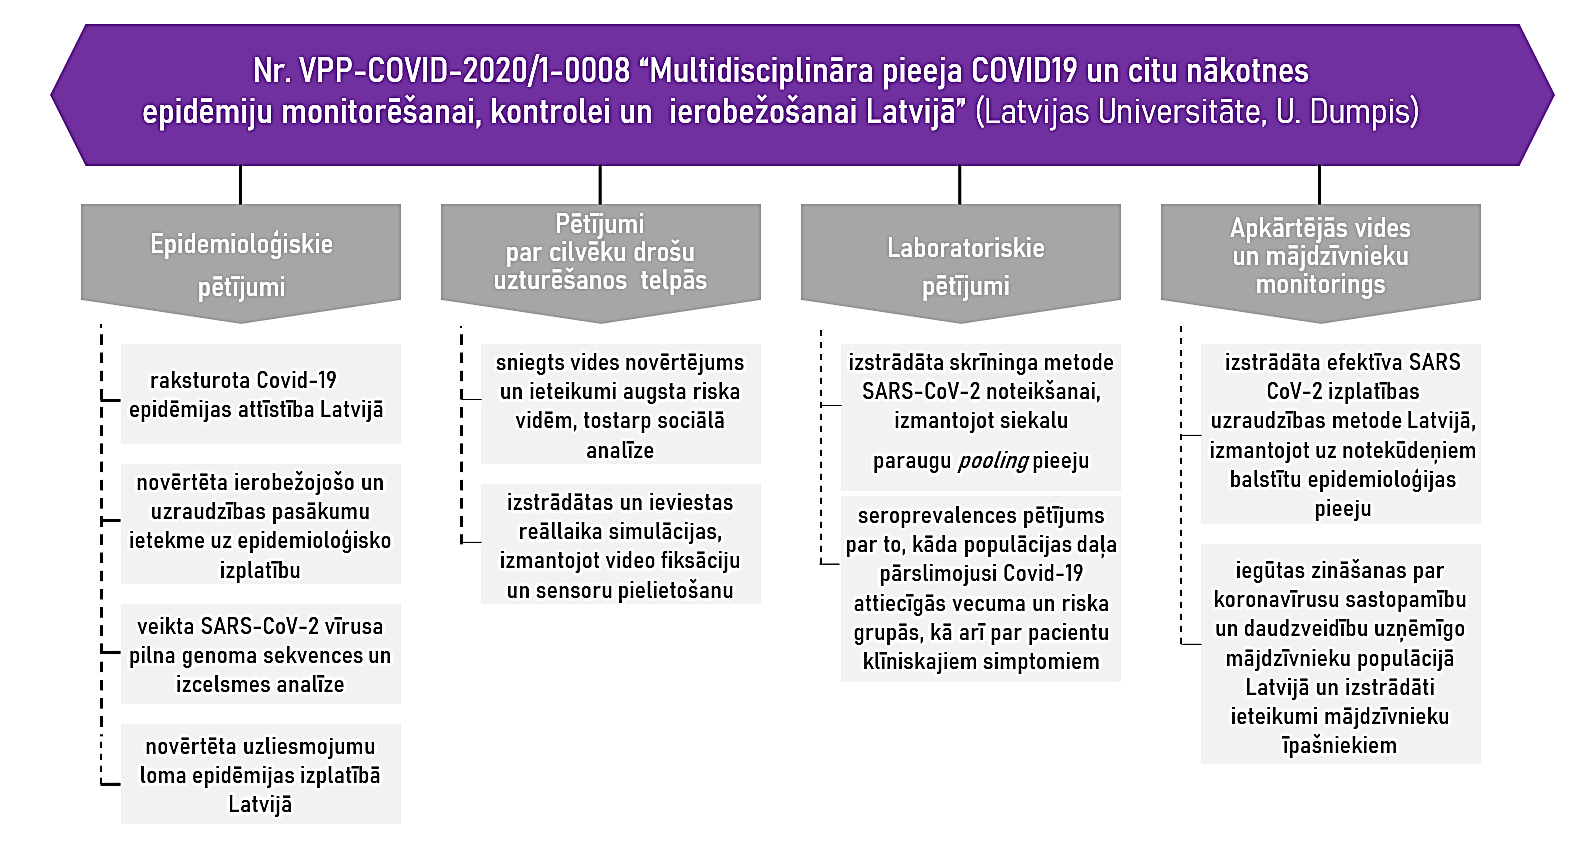 Nr. VPP-COVID-2020/1-0008 “Multidisciplināra pieeja COVID19 un citu nākotnes
epidēmiju monitorēšanai, kontrolei un ierobežošanai Latvijā” (Latvijas Universitāte, U. Dumpis)
Epidemioloģiskie
pētījumi
raksturota Covid-19
epidēmijas attīstība Latvijā
novērtēta ierobežojošo un
uzraudzības pasākumu
ietekme uz epidemioloģisko
izplatību
veikta SARS-CoV-2 vīrusa
pilna genoma sekvences un
izcelsmes analīze
novērtēta uzliesmojumu
loma epidēmijas izplatībā
Latvijā
Pētījumi
par cilvēku drošu
uzturēšanos telpās
sniegts vides novērtējums
un ieteikumi augsta riska
vidēm, tostarp sociālā
analīze
izstrādātas un ieviestas
reāllaika simulācijas,
izmantojot video fiksāciju
un sensoru pielietošanu
Laboratoriskie
pētījumi
izstrādāta skrīninga metode
SARS-CoV-2 noteikšanai,
izmantojot siekalu
paraugu pooling pieeju
seroprevalences pētījums
par to, kāda populācijas daļa
pārslimojusi Covid-19
attiecīgās vecuma un riska
grupās, kā arī par pacientu
klīniskajiem simptomiem
Apkārtējās vides
un mājdzīvnieku
monitorings
izstrādāta efektīva SARS
CoV-2 izplatības
uzraudzības metode Latvijā,
izmantojot uz notekūdeņiem
balstītu epidemioloģijas
pieeju
iegūtas zināšanas par
koronavīrusu sastopamību
un daudzveidību uzņēmīgo
mājdzīvnieku populācijā
Latvijā un izstrādāti
ieteikumi mājdzīvnieku
īpašniekiem